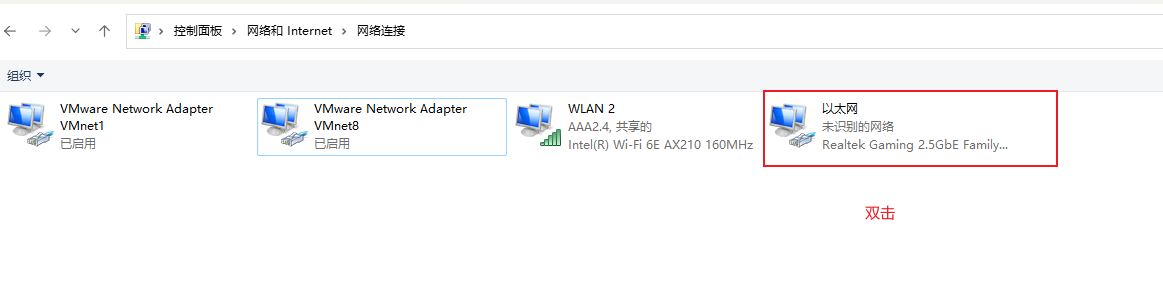 控制面板 > 网络和 Internet > 网络连接
组织
VMware Network Adapter
VMnet1
已启用
VMware Network Adapter
VMnet8
已启用
WLAN 2
AAA2.4, 共享的
Intel(R) Wi-Fi 6E AX210 160MHz
以太网
未识别的网络
Realtek Gaming 2.5GbE Family...
双击